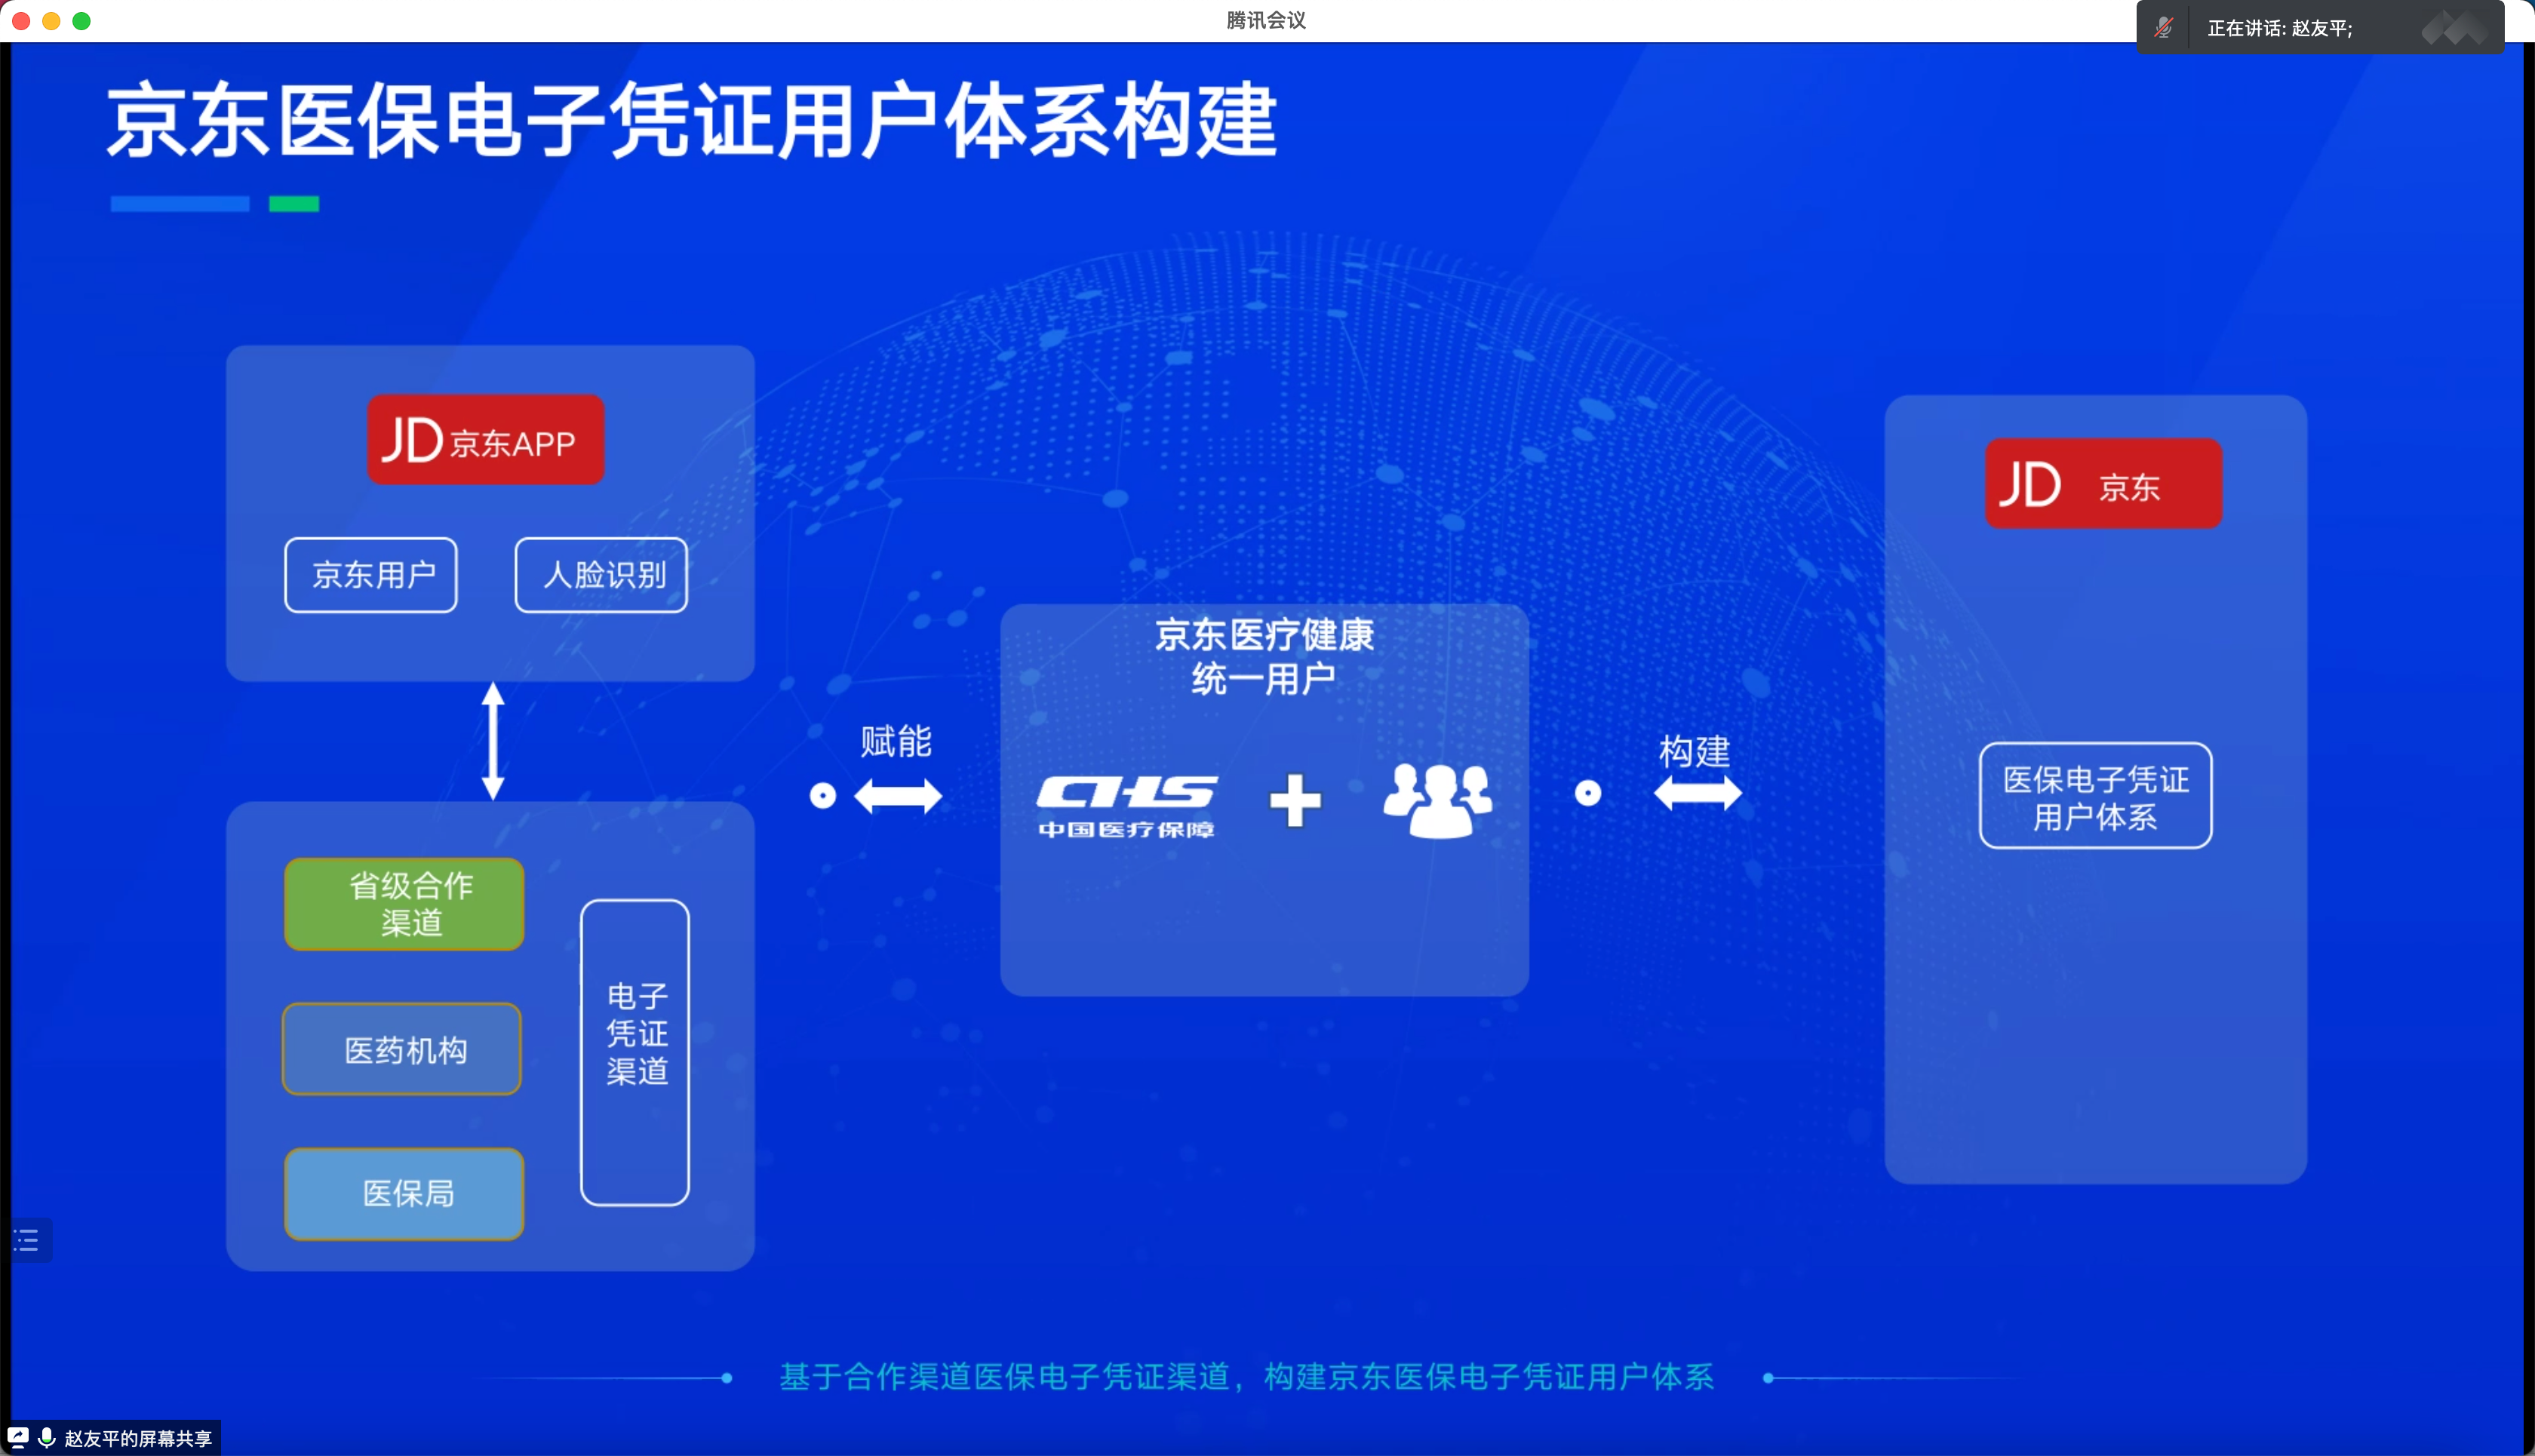 腾讯会议
正在讲话: 赵友平;
京东医保电子凭证用户体系构建
JD 京东APP
京东用户
人脸识别
省级合作
渠道
医药机构
医保局
电子
凭证
渠道
赋能
京东医疗健康
统一用户
CHS
中国医疗保障
构建
JD 京东
医保电子凭证
用户体系
基于合作渠道医保电子凭证渠道，构建京东医保电子凭证用户体系
赵友平的屏幕共享